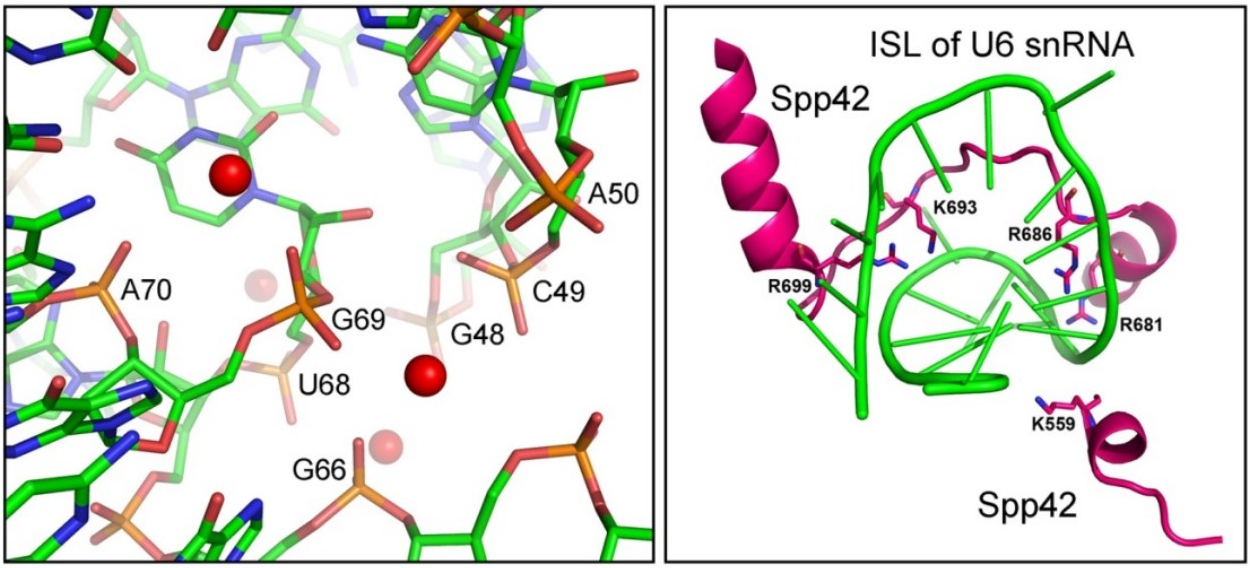 A50
A70
C49
G69
G48
U68
G66
ISL of U6 snRNA
Spp42
K693
R686
R699
R681
K559
Spp42